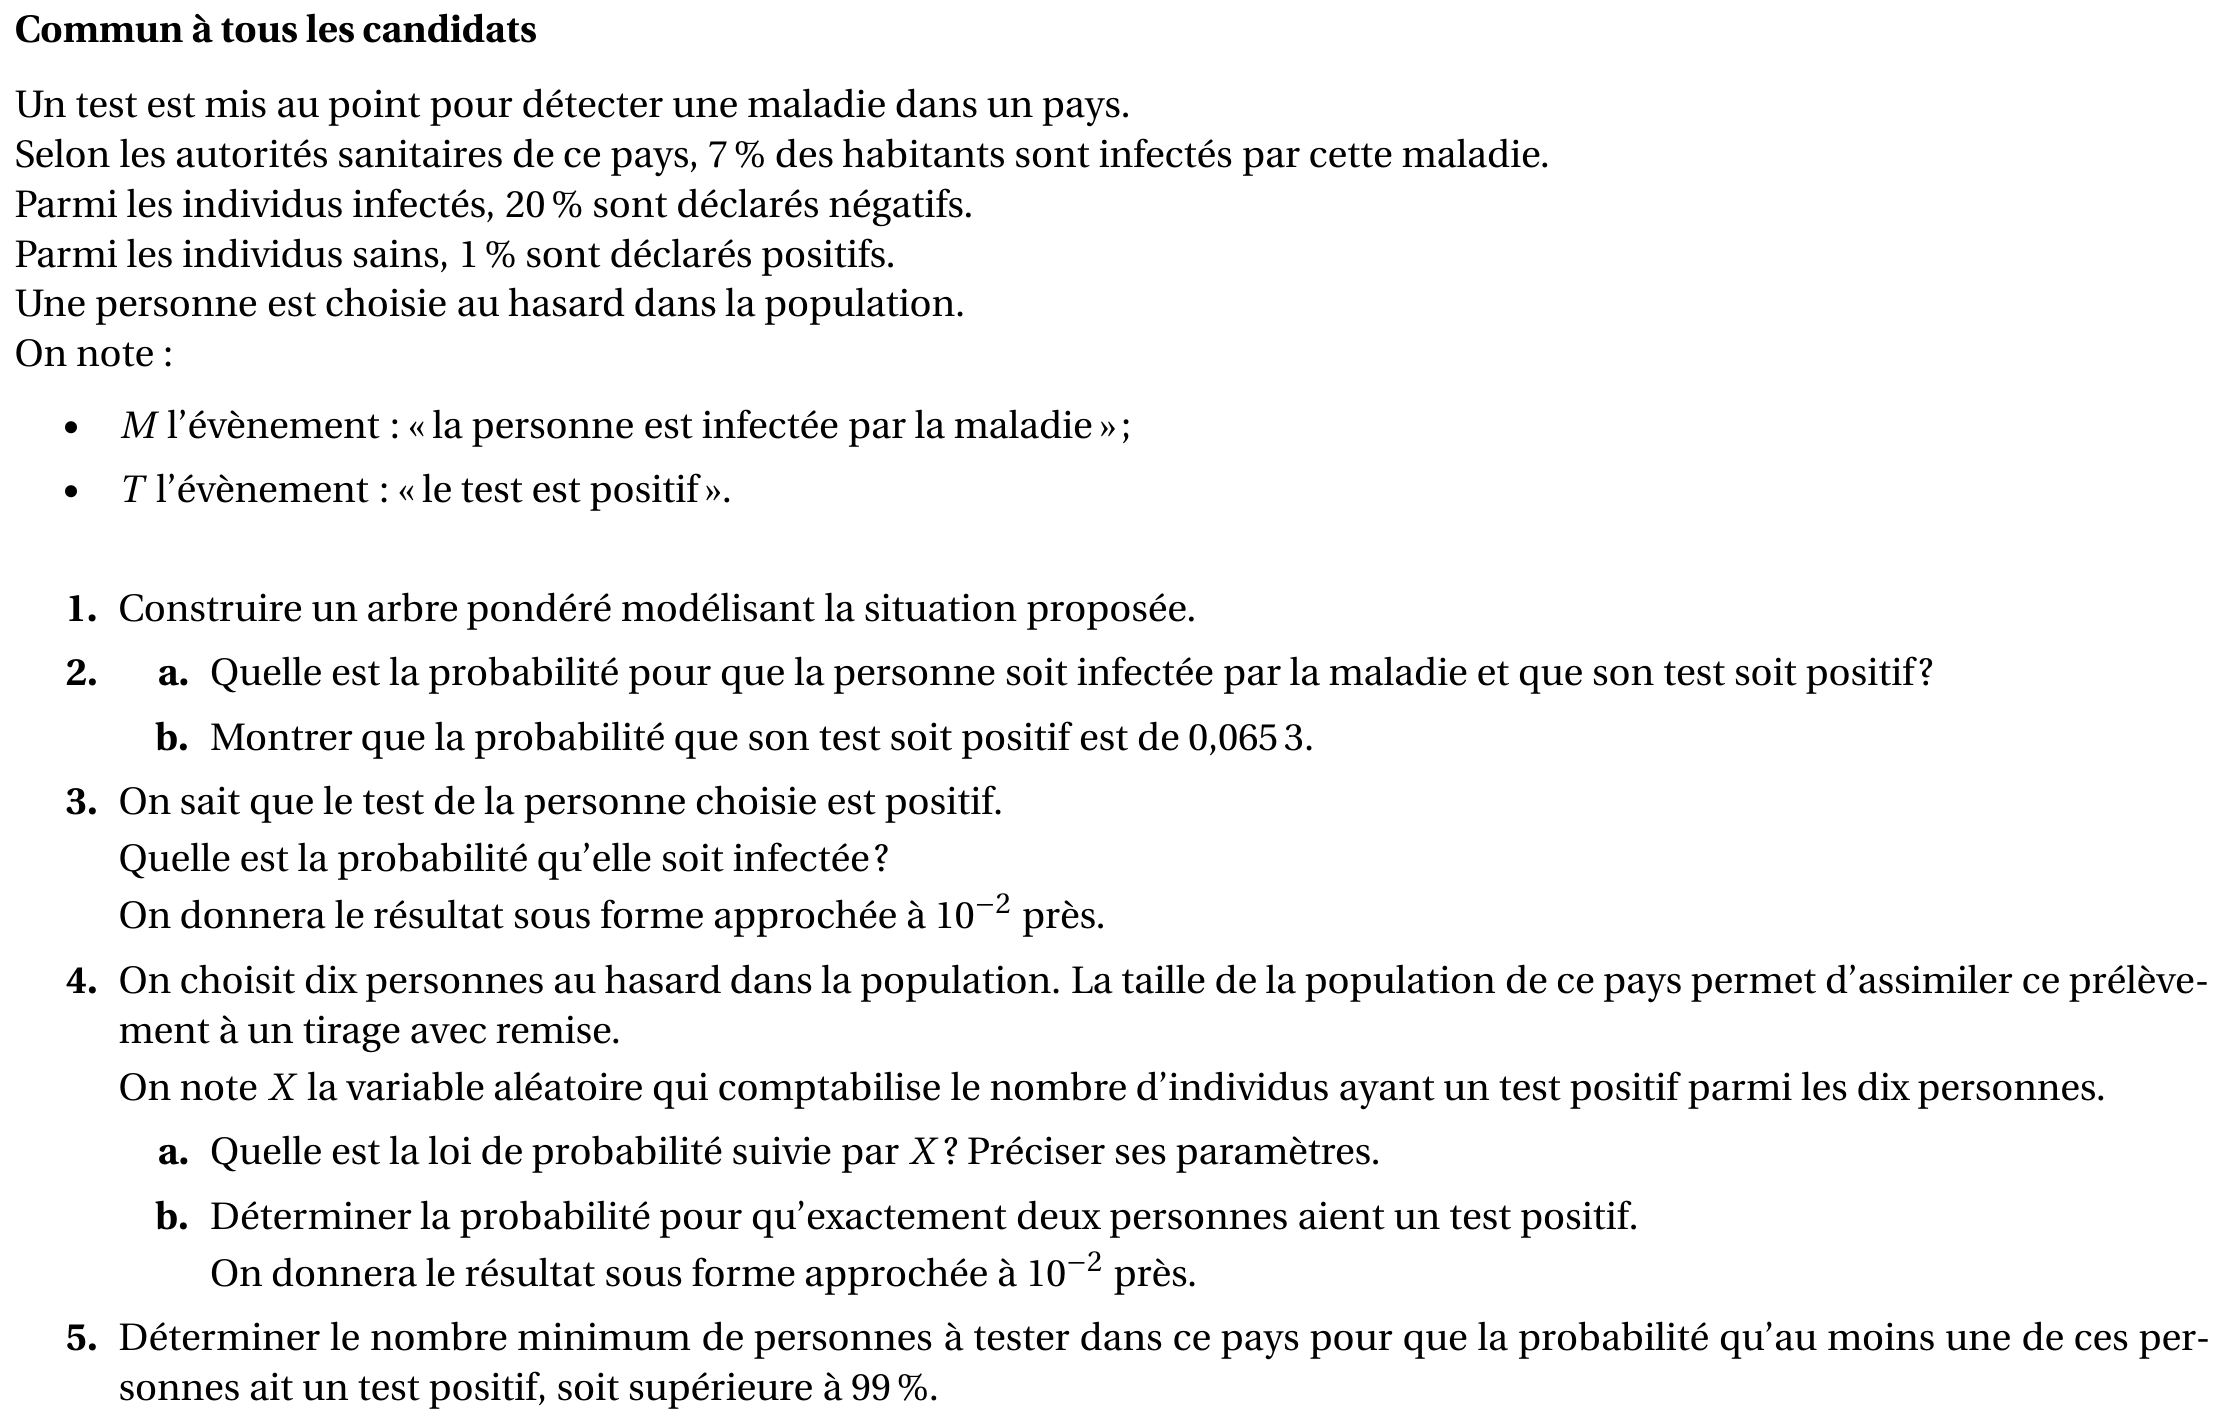 Commun à tous les candidats
Un test est mis au point pour détecter une maladie dans un pays.
Selon les autorités sanitaires de ce pays, 7 % des habitants sont infectés par cette maladie.
Parmi les individus infectés, 20 % sont déclarés négatifs.
Parmi les individus sains, 1 % sont déclarés positifs.
Une personne est choisie au hasard dans la population.
On note :
• M l’évènement : « la personne est infectée par la maladie » ;
• T l’évènement : « le test est positif ».
1. Construire un arbre pondéré modélisant la situation proposée.
2. a. Quelle est la probabilité pour que la personne soit infectée par la maladie et que son test soit positif ?
b. Montrer que la probabilité que son test soit positif est de 0,065 3.
3. On sait que le test de la personne choisie est positif.
Quelle est la probabilité qu’elle soit infectée ?
On donnera le résultat sous forme approchée à 10⁻² près.
4. On choisit dix personnes au hasard dans la population. La taille de la population de ce pays permet d’assimiler ce prélève-
ment à un tirage avec remise.
On note X la variable aléatoire qui comptabilise le nombre d’individus ayant un test positif parmi les dix personnes.
a. Quelle est la loi de probabilité suivie par X ? Préciser ses paramètres.
b. Déterminer la probabilité pour qu’exactement deux personnes aient un test positif.
On donnera le résultat sous forme approchée à 10⁻² près.
5. Déterminer le nombre minimum de personnes à tester dans ce pays pour que la probabilité qu’au moins une de ces per-
sonnes ait un test positif, soit supérieure à 99 %.